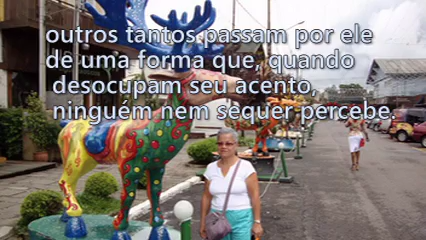 outros tantos passam por ele
de uma forma que, quando
desocupam seu acento,
ninguém nem sequer percebe.